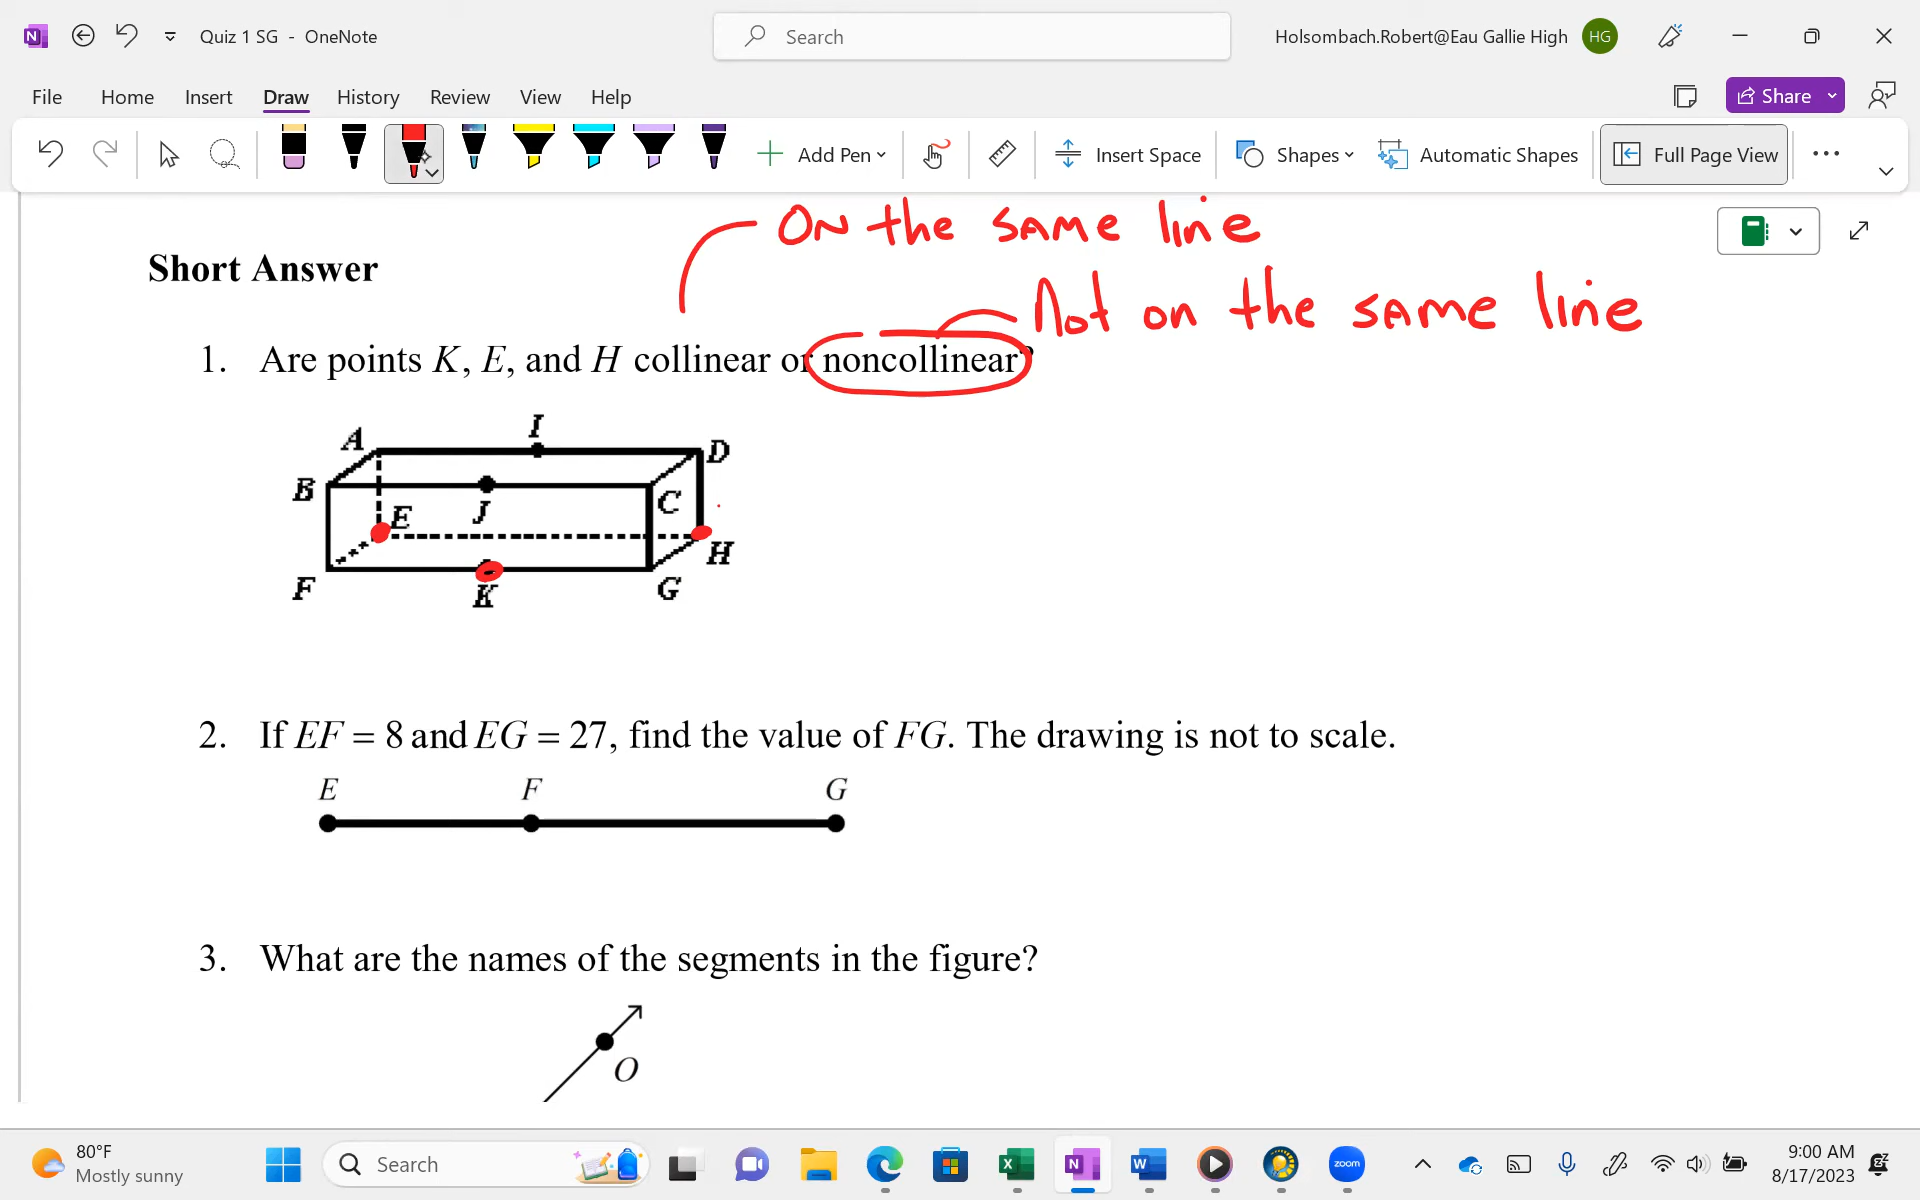 Quiz 1 SG - OneNote
Search
Holsombach.Robert@Eau Gallie High
HG
File Home Insert Draw History Review View Help
Share
Add Pen
Insert Space
Shapes
Automatic Shapes
Full Page View
On the same line
Short Answer
Not on the same line
1. Are points K, E, and H collinear or noncollinear?
A I D
B J C
E
H
F K G
2. If EF = 8 and EG = 27, find the value of FG. The drawing is not to scale.
E F G
3. What are the names of the segments in the figure?
O
80°F
Mostly sunny
Search
zoom
9:00 AM
8/17/2023